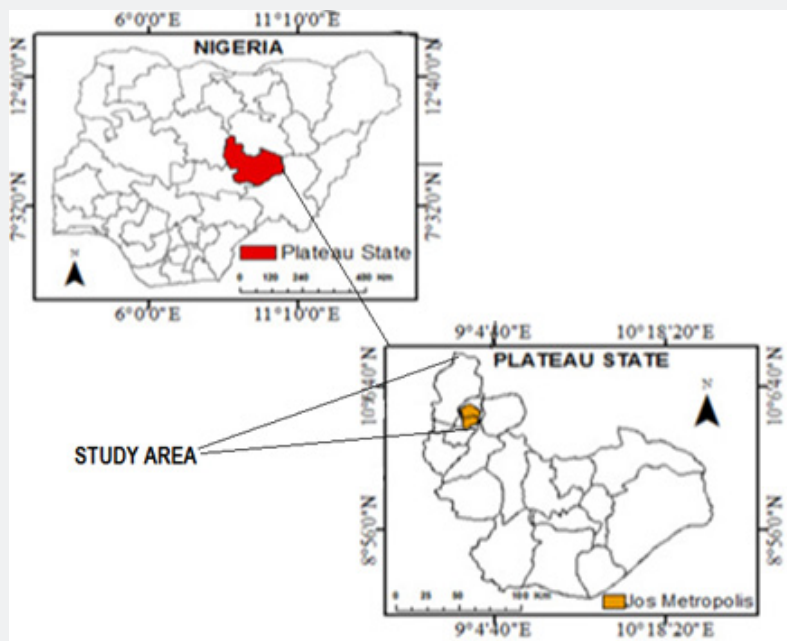 6°0'0"E 11°10'0"E
NIGERIA
12°40'0"N
12°40'0"N
7°32'0"N
7°32'0"N
N
Plateau State
0 120 240 480 Km
6°0'0"E 11°10'0"E
9°4'40"E 10°18'20"E
PLATEAU STATE
N
10°6'40"N
10°6'40"N
STUDY AREA
8°56'0"N
8°56'0"N
0 25 50 100 Km
Jos Metropolis
9°4'40"E 10°18'20"E